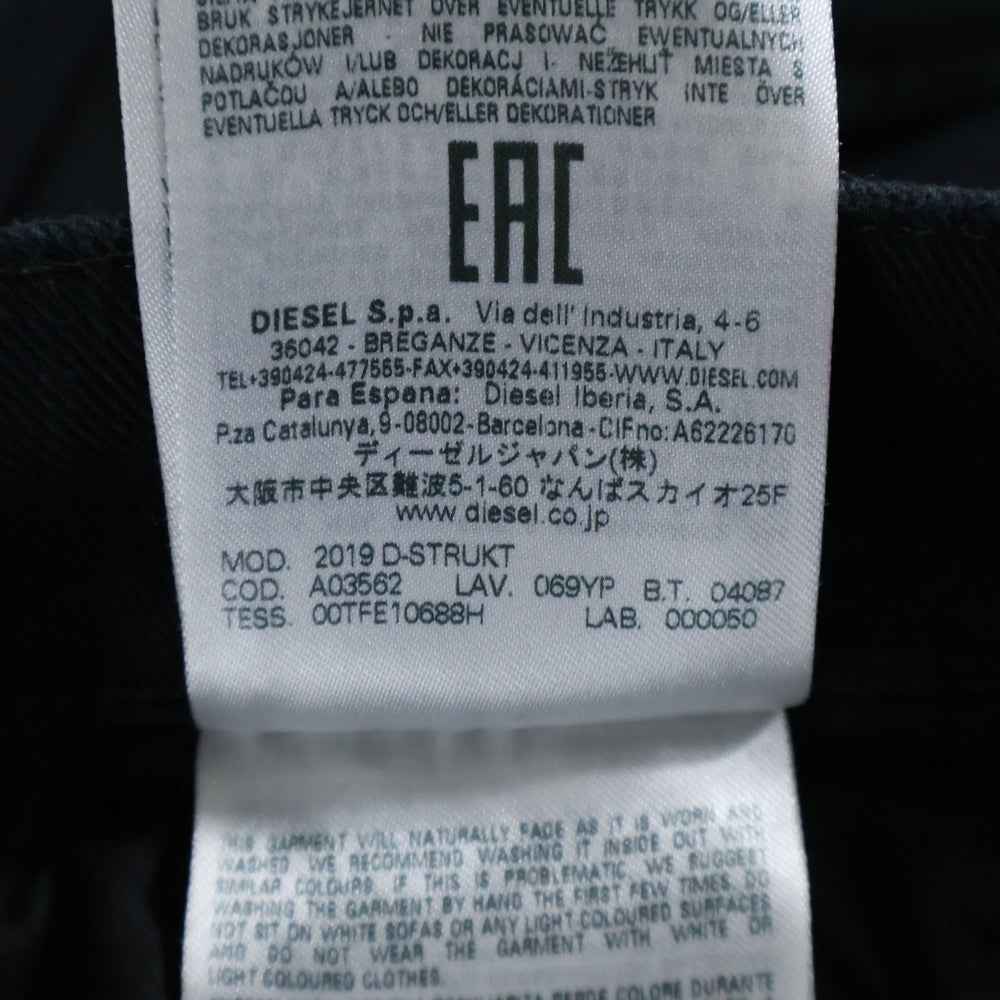 BRUK STRYKEJERNET OVER EVENTUELLE TRYKK OG/ELLER
DEKORASJONER - NIE PRASOWAĆ EWENTUALNYCH
NADRUKÓW I/LUB DEKORACJ I- NEŽEHLIT MIESTA S
POTLAČOU A/ALEBO DEKORÁCIAMI-STRYK INTE ÖVER
EVENTUELLA TRYCK OCH/ELLER DEKORATIONER
EAC
DIESEL S.p.a. Via dell' Industria, 4-6
36042 - BREGANZE - VICENZA - ITALY
TEL+390424-477555-FAX+390424-411955-WWW.DIESEL.COM
Para Espana: Diesel Iberia, S.A.
P.za Catalunya, 9-08002-Barcelona-CIFno:A62226170
ディーゼルジャパン(株)
大阪市中央区難波5-1-60 なんばスカイオ25F
www.diesel.co.jp
MOD. 2019 D-STRUKT
COD. A03562 LAV. 069YP B.T. 04087
TESS. 00TFE10688H LAB. 000050
THIS GARMENT WILL NATURALLY FADE AS IT IS WORN AND
WASHED WE RECOMMEND WASHING IT INSIDE OUT WITH
SIMILAR COLOURS. IF THIS IS PROBLEMATIC, WE SUGGEST
WASHING THE GARMENT BY HAND THE FIRST FEW TIMES. DO
NOT SIT ON WHITE SOFAS OR ANY LIGHT COLOURED SURFACES
AND DO NOT WEAR THE GARMENT WITH WHITE OR
LIGHT COLOURED CLOTHES.
PERDE COLORE DURANTE